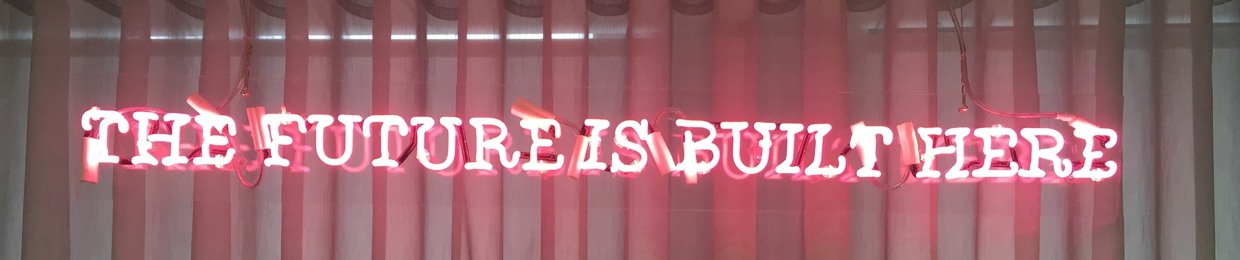 THE FUTURE IS BUILT HERE